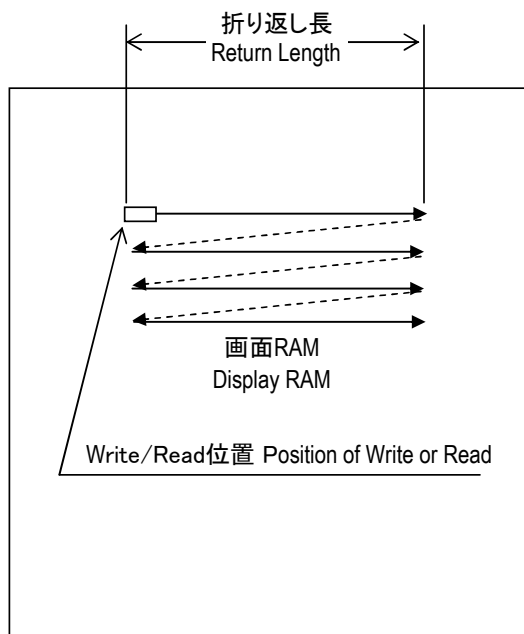 折り返し長
Return Length
画面RAM
Display RAM
Write/Read位置 Position of Write or Read